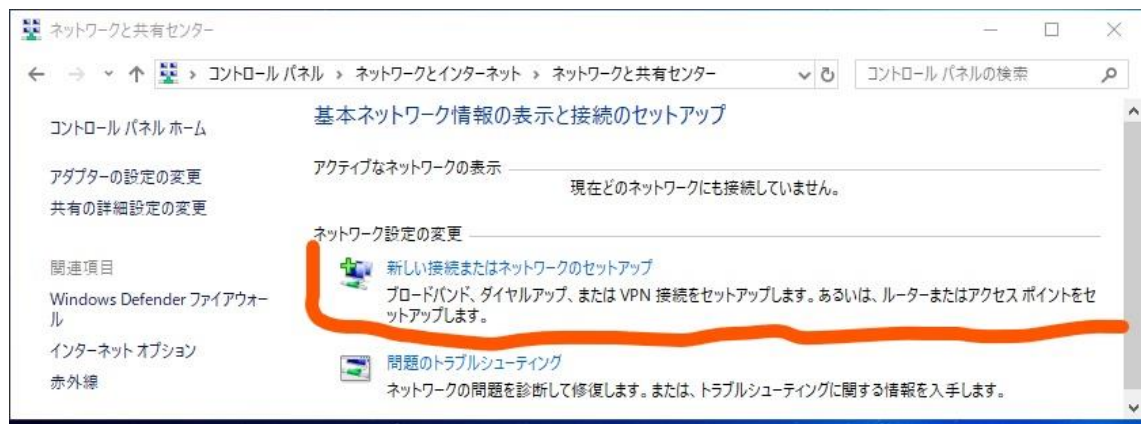 ネットワークと共有センター
コントロール パネル › ネットワークとインターネット › ネットワークと共有センター
コントロール パネルの検索
コントロール パネル ホーム
アダプターの設定の変更
共有の詳細設定の変更
関連項目
Windows Defender ファイアウォー
ル
インターネット オプション
赤外線
基本ネットワーク情報の表示と接続のセットアップ
アクティブなネットワークの表示
現在どのネットワークにも接続していません。
ネットワーク設定の変更
新しい接続またはネットワークのセットアップ
ブロードバンド、ダイヤルアップ、または VPN 接続をセットアップします。あるいは、ルーターまたはアクセス ポイントをセ
ットアップします。
問題のトラブルシューティング
ネットワークの問題を診断して修復します。または、トラブルシューティングに関する情報を入手します。